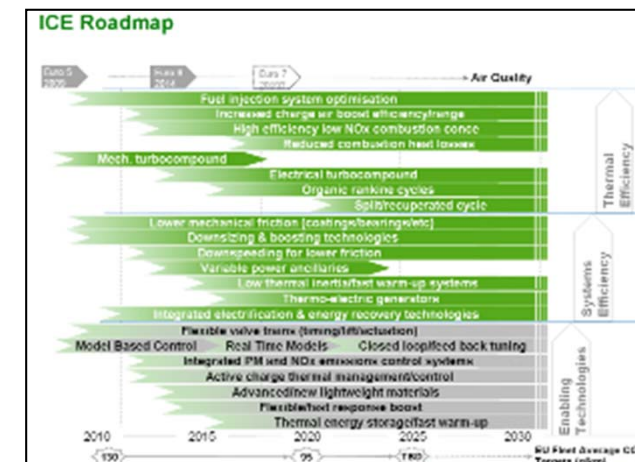 ICE Roadmap
Euro 5
Euro 6
Euro 7
Air Quality
Fuel injection system optimisation
Increased charge air boost efficiency/range
High efficiency low NOx combustion conce
Reduced combustion heat losses
Mech. turbocompound
Electrical turbocompound
Organic rankine cycles
Split/recuperated cycle
Thermal
Efficiency
Lower mechanical friction (coatings/bearings/etc)
Downsizing & boosting technologies
Downspeeding for lower friction
Variable power ancillaries
Low thermal inertia/fast warm-up systems
Thermo-electric generators
Integrated electrification & energy recovery technologies
Systems
Efficiency
Flexible valve trains (timing/lift/actuation)
Model Based Control Real Time Models Closed loop/feed back tuning
Integrated PM and NOx emissions control systems
Active charge thermal management/control
Advanced/new lightweight materials
Flexible/fast response boost
Thermal energy storage/fast warm-up
Enabling
Technologies
2010 2015 2020 2025 2030
130 95 TBD
EU Fleet Average CO